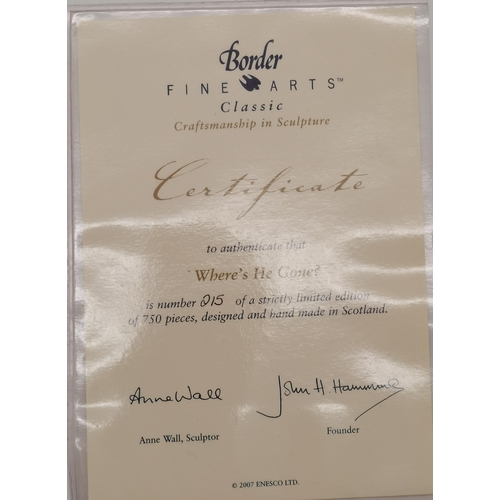 Border
FINE ARTS™
Classic
Craftsmanship in Sculpture
Certificate
to authenticate that
Where's He Gone?
is number 215 of a strictly limited edition
of 750 pieces, designed and hand made in Scotland.
Anne Wall John H. Hammond
Anne Wall, Sculptor Founder
© 2007 ENESCO LTD.